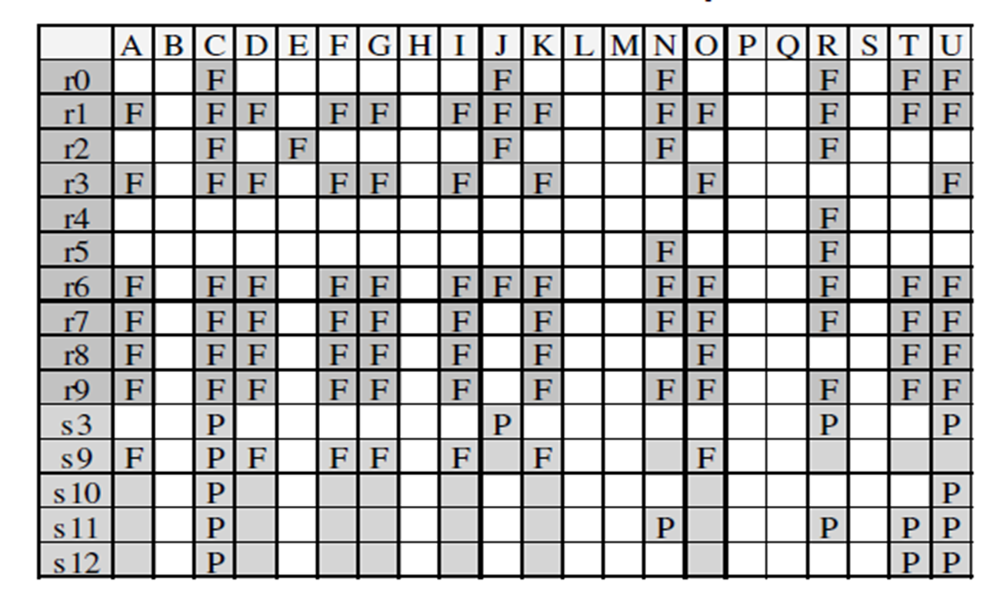 A B C D E F G H I J K L M N O P Q R S T U
r0 F F F F F F
r1 F F F F F F F F F F F F F
r2 F F F F F
r3 F F F F F F F F F
r4 F
r5 F F
r6 F F F F F F F F F F F F F
r7 F F F F F F F F F F F F
r8 F F F F F F F F F F
r9 F F F F F F F F F F F F
s3 P P P P
s9 F P F F F F F F
s10 P P
s11 P P P P P
s12 P P P